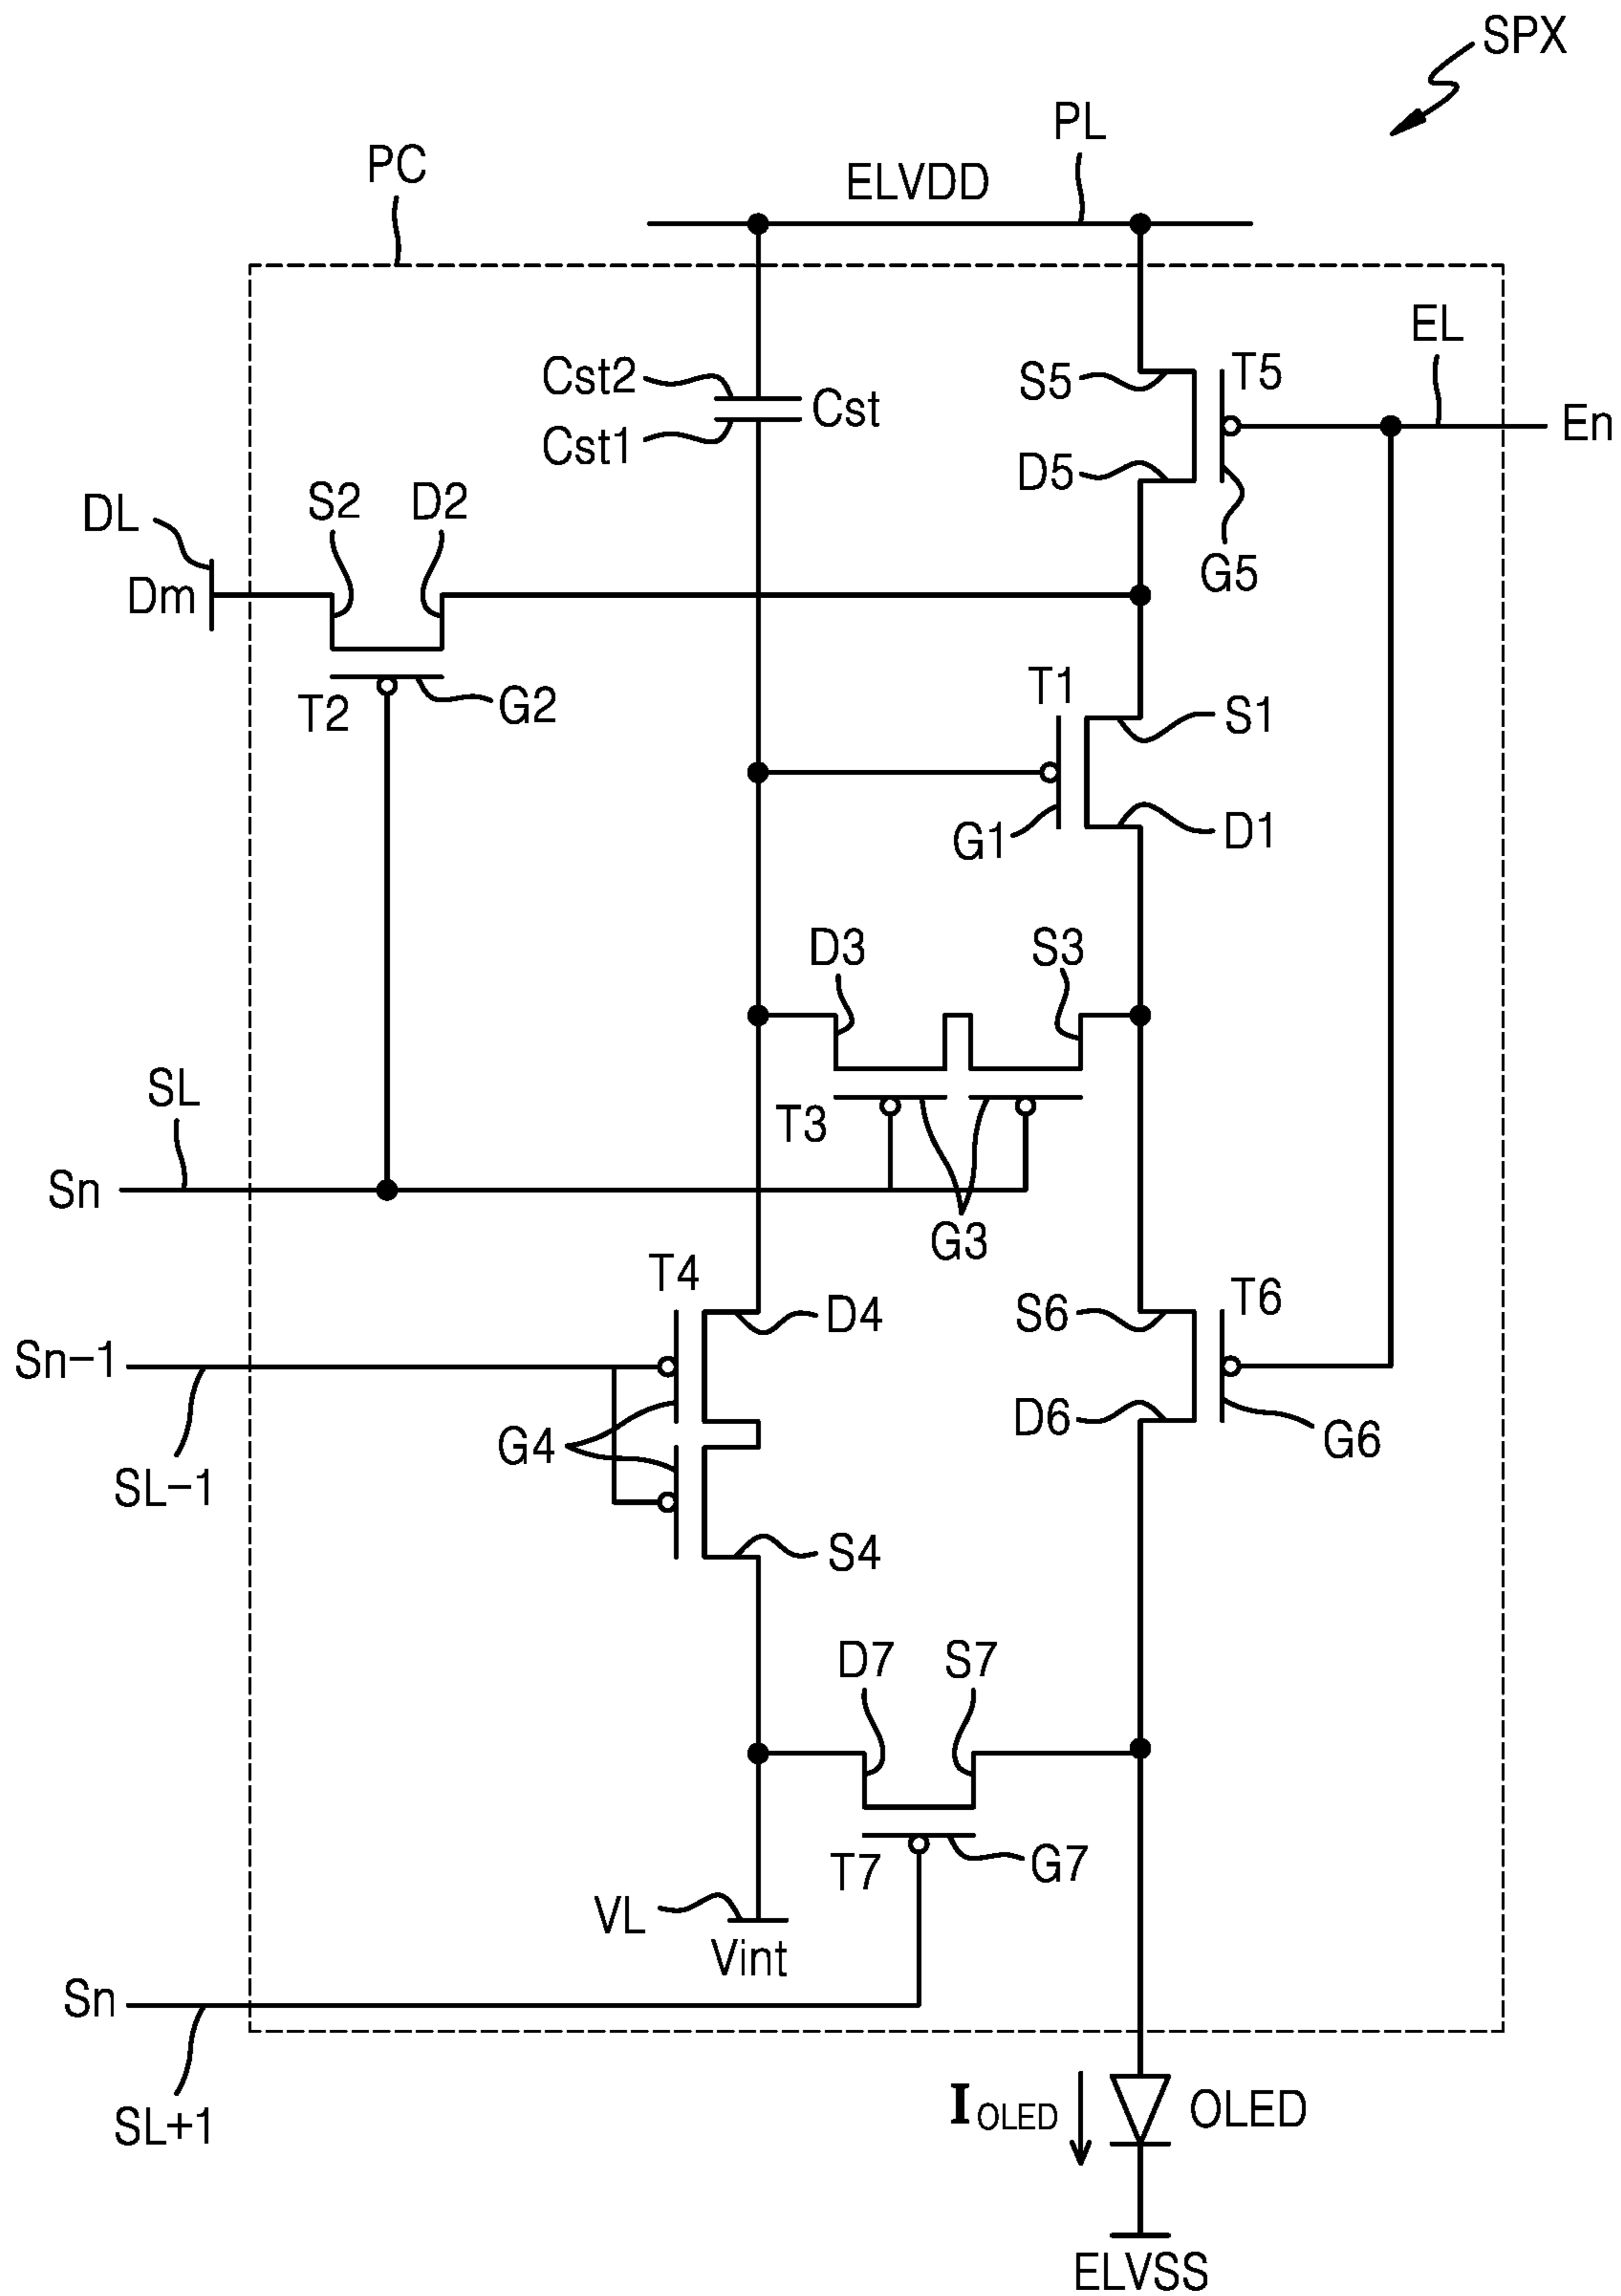 SPX
PL
PC
ELVDD
EL
Cst2
S5
T5
Cst
En
Cst1
D5
S2
D2
DL
G5
Dm
T1
T2
G2
S1
G1
D1
D3
S3
SL
T3
Sn
G3
T4
D4
S6
T6
Sn-1
D6
G4
G6
SL-1
S4
D7
S7
T7
G7
VL
Vint
Sn
SL+1
IOLED
OLED
ELVSS